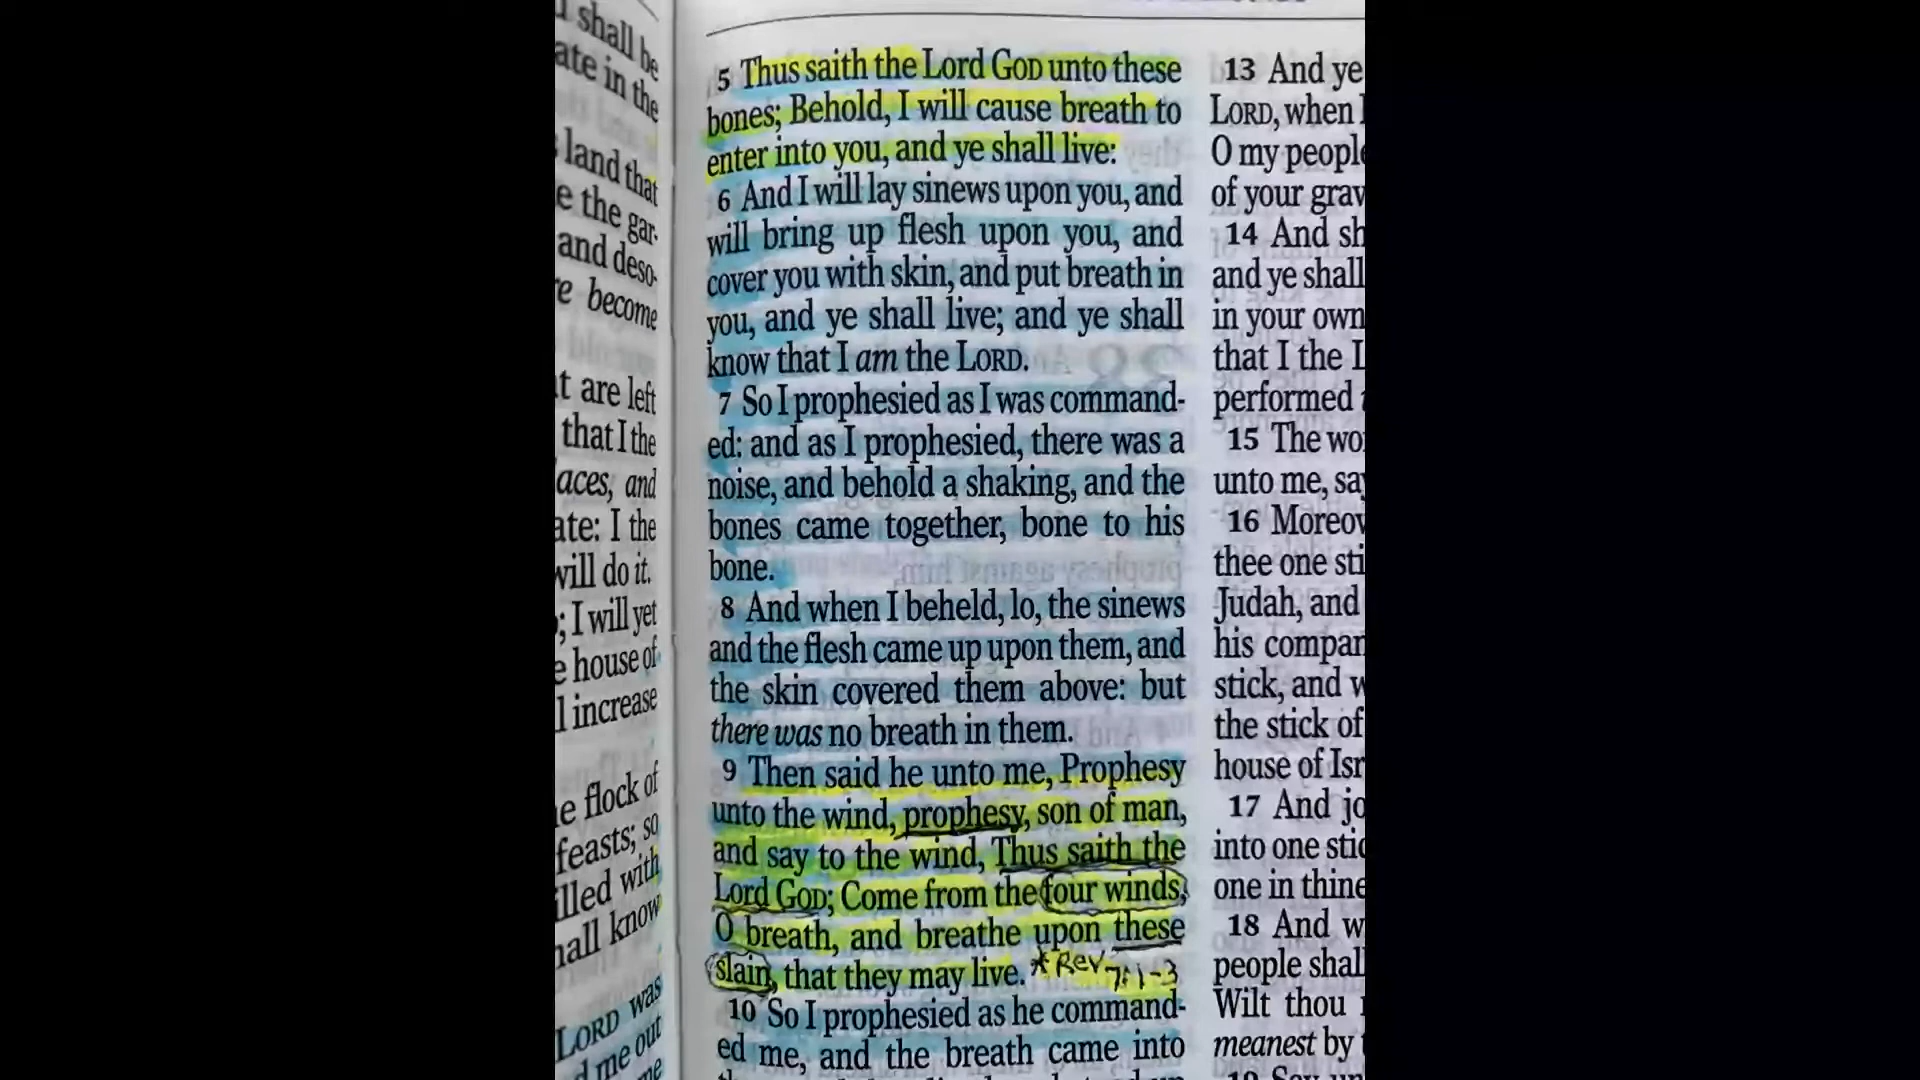 I shall be
ate in the
land that
e the gar-
and deso-
e become
t are left
that I the
aces, and
ate: I the
will do it.
; I will yet
e house of
l increase
e flock of
feasts; so
illed with
hall know
LORD was
d me out
5 Thus saith the Lord GOD unto these
bones; Behold, I will cause breath to
enter into you, and ye shall live:
6 And I will lay sinews upon you, and
will bring up flesh upon you, and
cover you with skin, and put breath in
you, and ye shall live; and ye shall
know that I am the LORD.
7 So I prophesied as I was command-
ed: and as I prophesied, there was a
noise, and behold a shaking, and the
bones came together, bone to his
bone.
8 And when I beheld, lo, the sinews
and the flesh came up upon them, and
the skin covered them above: but
there was no breath in them.
9 Then said he unto me, Prophesy
unto the wind, prophesy, son of man,
and say to the wind, Thus saith the
Lord GOD; Come from the four winds,
O breath, and breathe upon these
slain, that they may live. *Rev 7:1-3
10 So I prophesied as he command-
ed me, and the breath came into
13 And ye
LORD, when
O my people
of your grav
14 And sh
and ye shall
in your own
that I the L
performed
15 The wo
unto me, say
16 Moreov
thee one sti
Judah, and
his compan
stick, and w
the stick of
house of Isr
17 And jo
into one stic
one in thine
18 And w
people shal
Wilt thou
meanest by